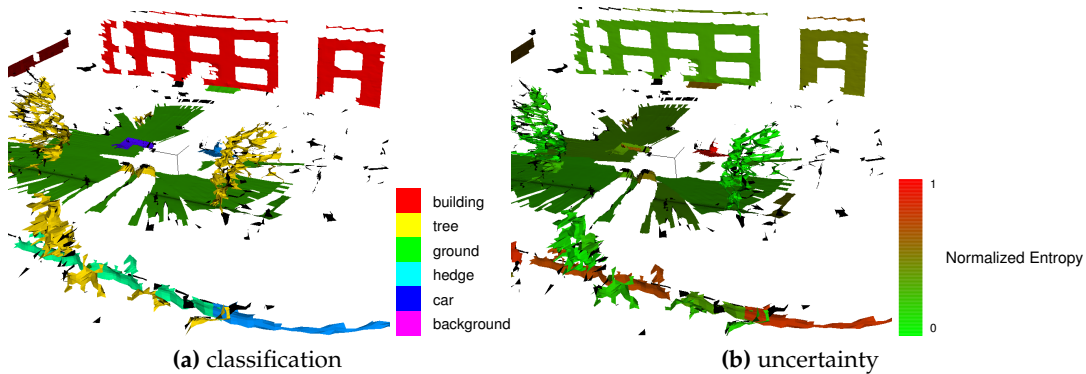 building
tree
ground
hedge
car
background
1
Normalized Entropy
0
(a) classification
(b) uncertainty